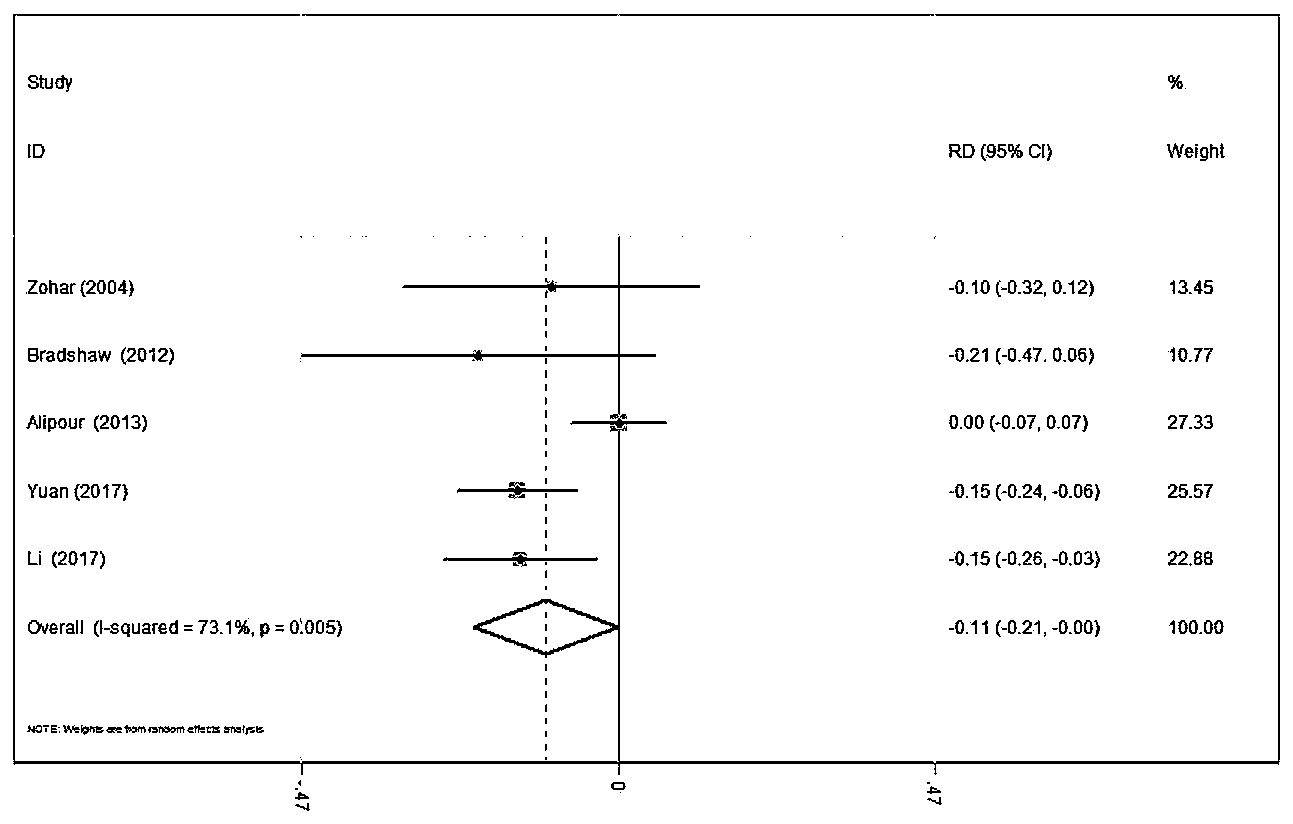 Study %
ID RD (95% CI) Weight
Zohar (2004) -0.10 (-0.32, 0.12) 13.45
Bradshaw (2012) -0.21 (-0.47, 0.06) 10.77
Alipour (2013) 0.00 (-0.07, 0.07) 27.33
Yuan (2017) -0.15 (-0.24, -0.06) 25.57
Li (2017) -0.15 (-0.26, -0.03) 22.88
Overall (I-squared = 73.1%, p = 0.005) -0.11 (-0.21, -0.00) 100.00
NOTE: Weights are from random effects analysis
-.47 0 .47